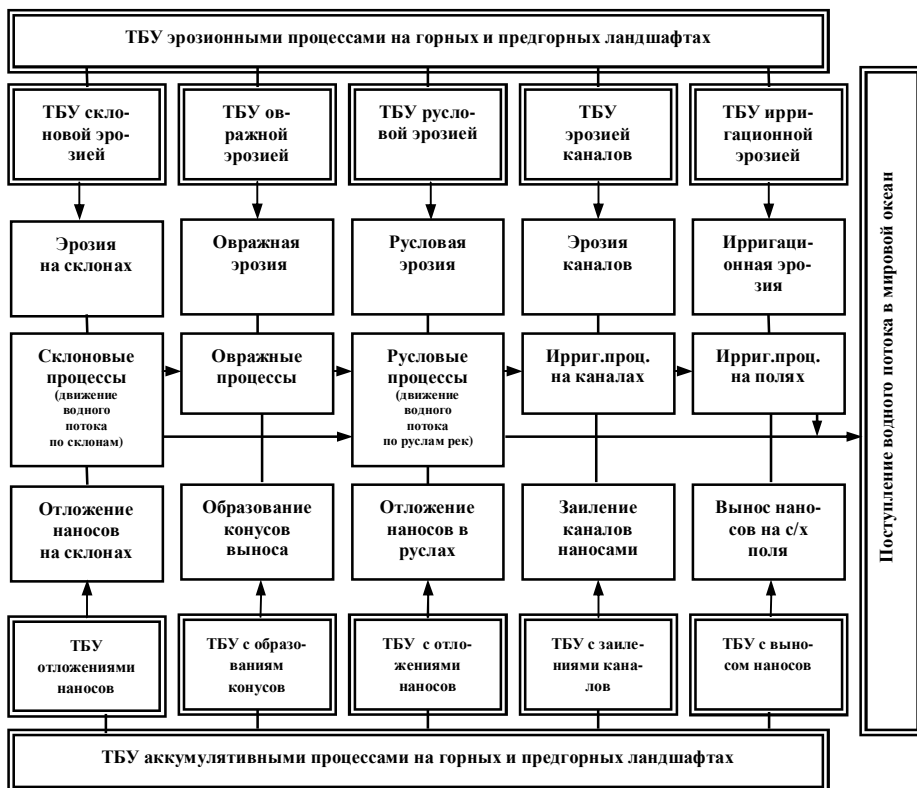 ТБУ эрозионными процессами на горных и предгорных ландшафтах
ТБУ скло-
новой эро-
зией
ТБУ ов-
ражной
эрозией
ТБУ русло-
вой эрозией
ТБУ
эрозией
каналов
ТБУ ирри-
гационной
эрозией
Эрозия
на склонах
Овражная
эрозия
Русловая
эрозия
Эрозия
каналов
Ирригаци-
онная эро-
зия
Склоновые
процессы
(движение
водного
потока
по склонам)
Овражные
процессы
Русловые
процессы
(движение
водного
потока
по руслам рек)
Ирриг.проц.
на каналах
Ирриг.проц.
на полях
Отложение
наносов
на склонах
Образование
конусов
выноса
Отложение
наносов в
руслах
Заиление
каналов
наносами
Вынос нано-
сов на с/х
поля
ТБУ
отложениями
наносов
ТБУ с образо-
ваниям
конусов
ТБУ с отло-
жениями
наносов
ТБУ с заиле-
ниями кана-
лов
ТБУ с выно-
сом наносов
ТБУ аккумулятивными процессами на горных и предгорных ландшафтах
Поступление водного потока в мировой океан